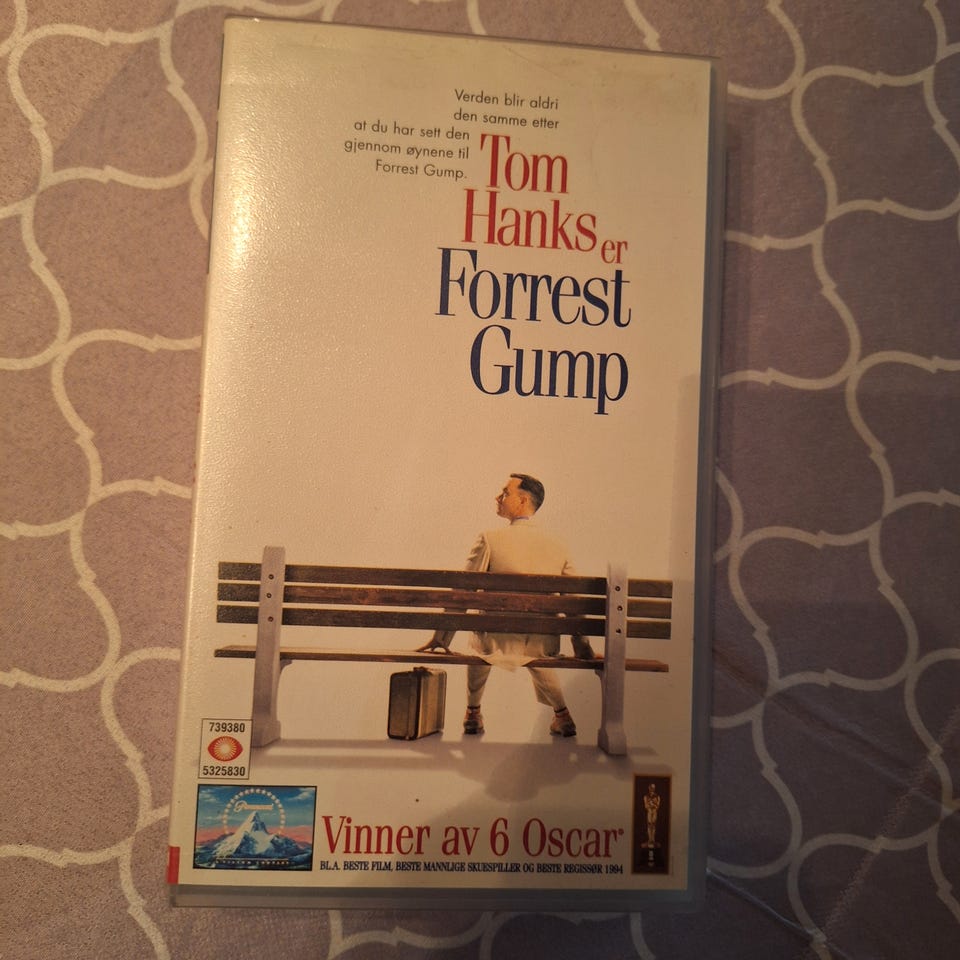 Verden blir aldri
den samme etter
at du har sett den
gjennom øynene til
Forrest Gump.
Tom
Hanks er
Forrest
Gump
739380
5325830
Paramount
Vinner av 6 Oscar®
BL.A. BESTE FILM, BESTE MANNLIGE SKUESPILLER OG BESTE REGISSØR 1994